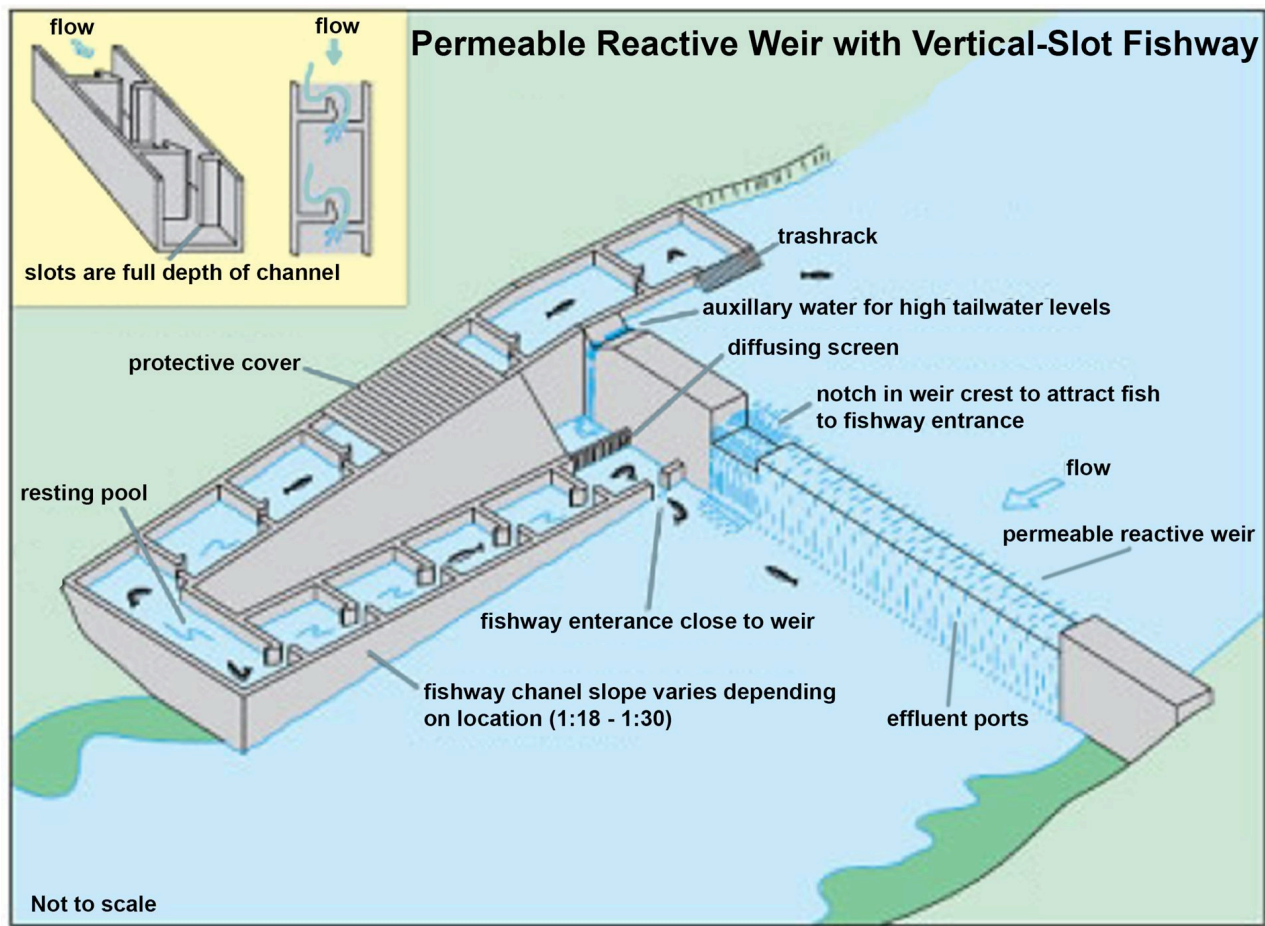 flow
flow
Permeable Reactive Weir with Vertical-Slot Fishway
slots are full depth of channel
trashrack
auxillary water for high tailwater levels
diffusing screen
protective cover
notch in weir crest to attract fish
to fishway entrance
flow
resting pool
permeable reactive weir
fishway enterance close to weir
fishway chanel slope varies depending
on location (1:18 - 1:30)
effluent ports
Not to scale